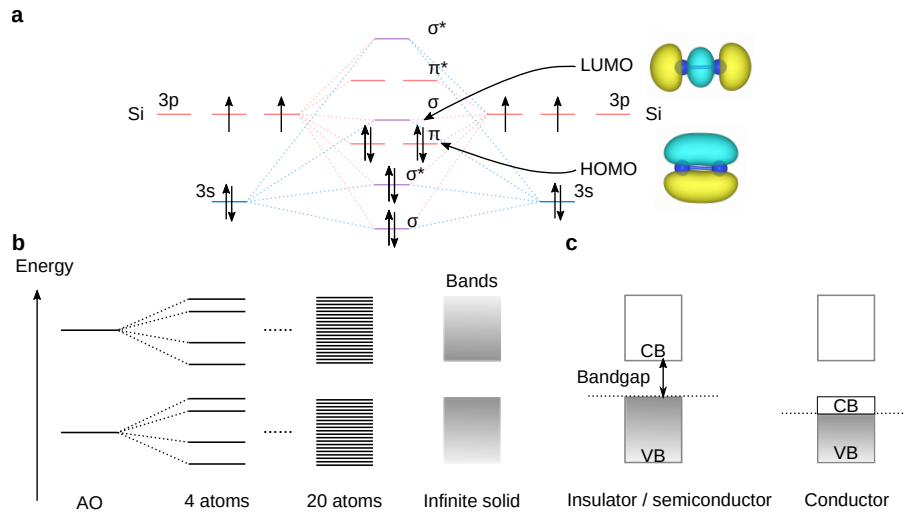 a
σ*
π*
LUMO
Si
3p
σ
3p
Si
π
HOMO
3s
σ*
3s
σ
b
c
Energy
Bands
CB
Bandgap
CB
VB
VB
AO
4 atoms
20 atoms
Infinite solid
Insulator / semiconductor
Conductor